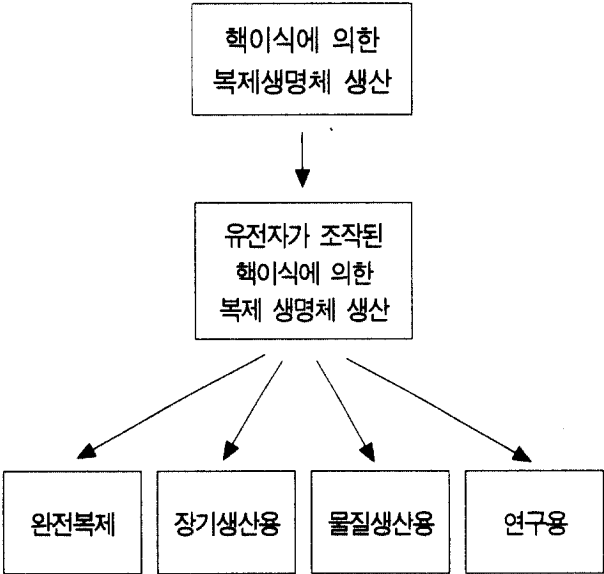 핵이식에 의한
복제생명체 생산
유전자가 조작된
핵이식에 의한
복제 생명체 생산
완전복제
장기생산용
물질생산용
연구용